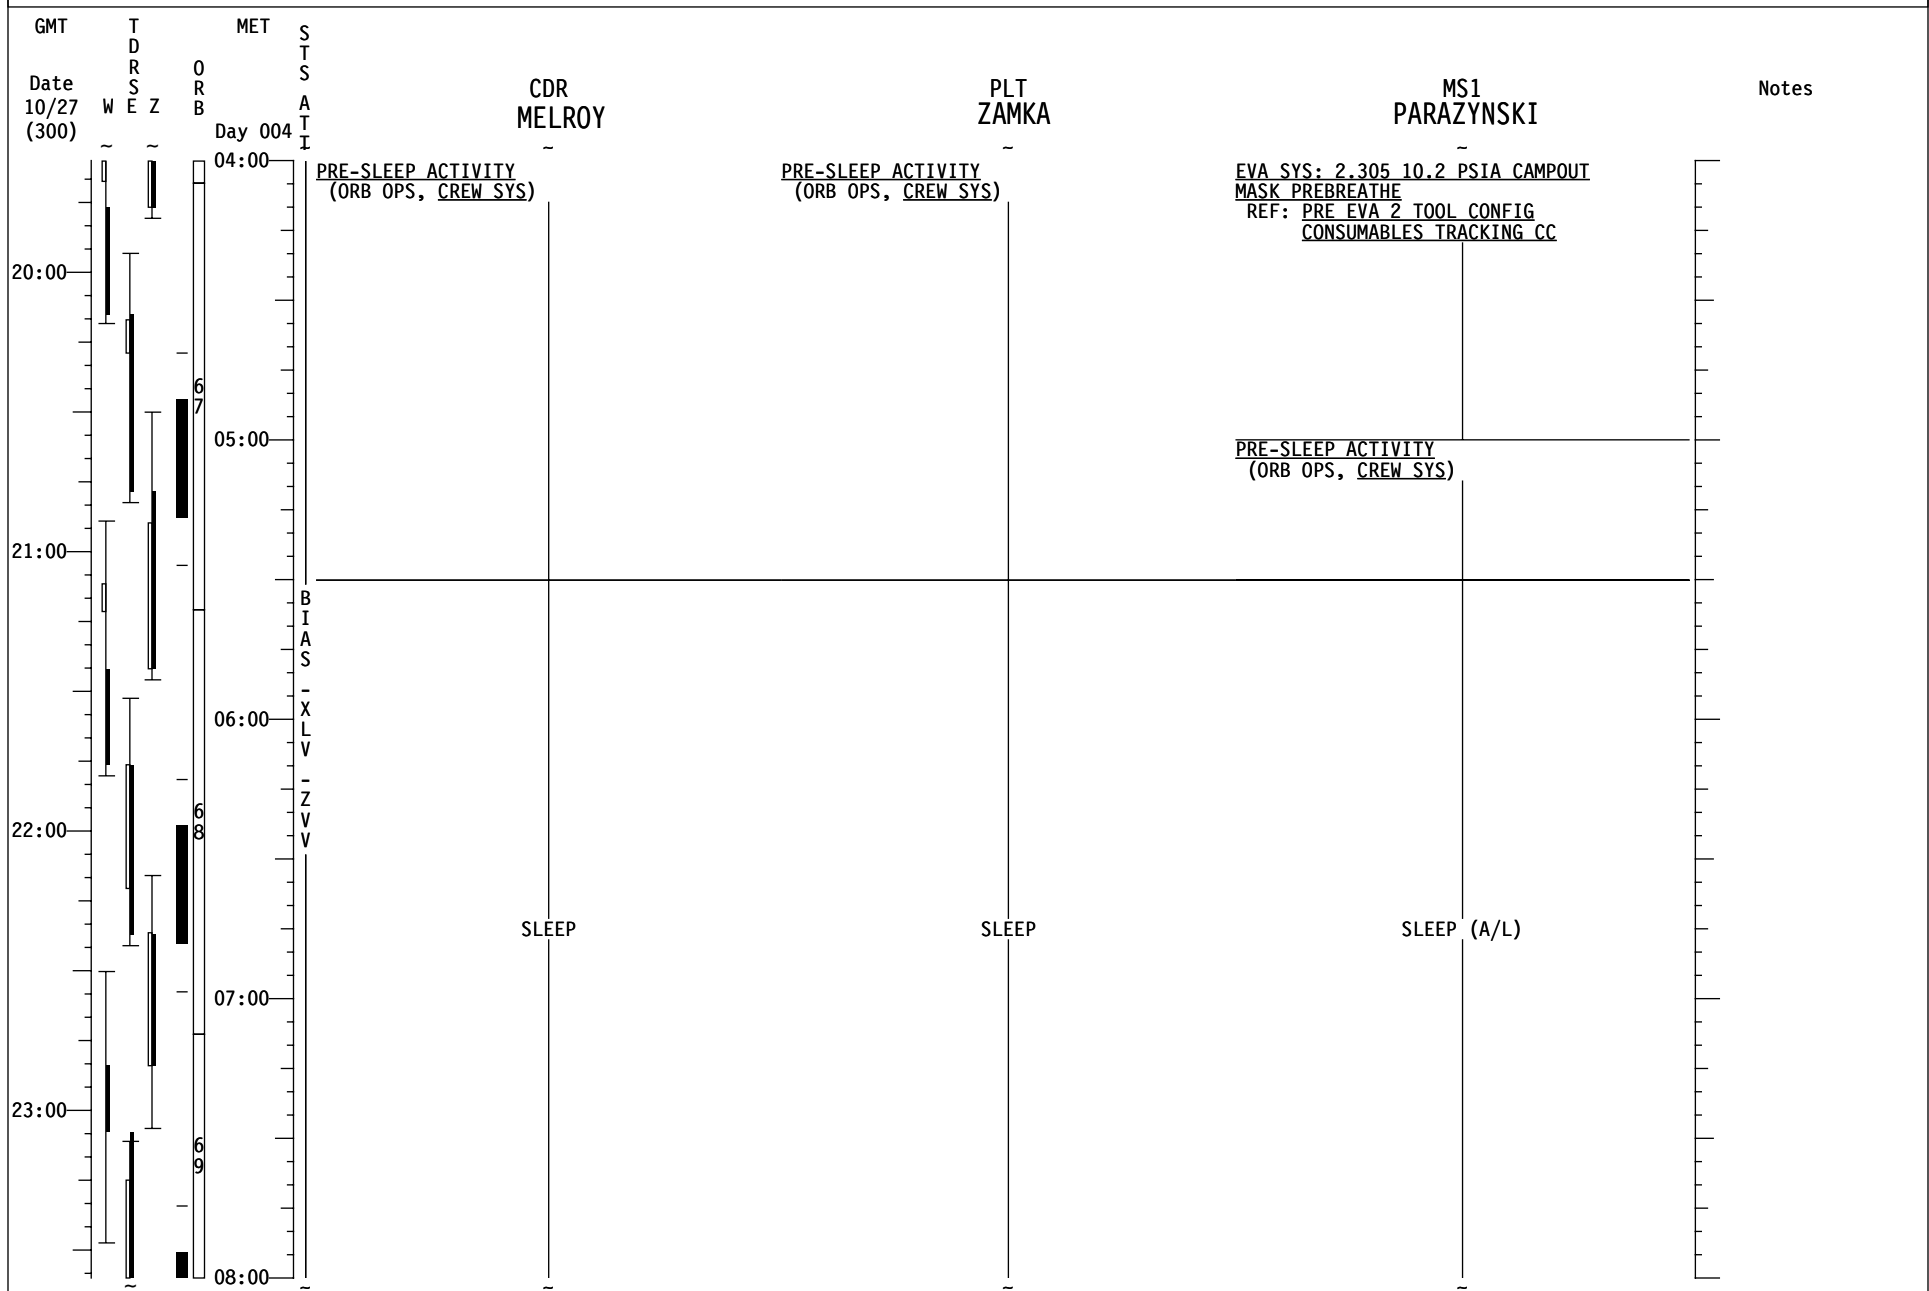 GMT
TDRS
MET
STS ATT
Date
10/27
(300)
W E Z
ORB
Day 004
CDR
MELROY
PLT
ZAMKA
MS1
PARAZYNSKI
Notes
~ ~ ~ ~ ~ ~
04:00
PRE-SLEEP ACTIVITY
(ORB OPS, CREW SYS)
PRE-SLEEP ACTIVITY
(ORB OPS, CREW SYS)
EVA SYS: 2.305 10.2 PSIA CAMPOUT
MASK PREBREATHE
REF: PRE EVA 2 TOOL CONFIG
CONSUMABLES TRACKING CC
20:00
67
05:00
PRE-SLEEP ACTIVITY
(ORB OPS, CREW SYS)
21:00
BIAS -XLV -ZVV
06:00
68
22:00
SLEEP
SLEEP
SLEEP (A/L)
07:00
23:00
69
08:00
~ ~ ~ ~ ~